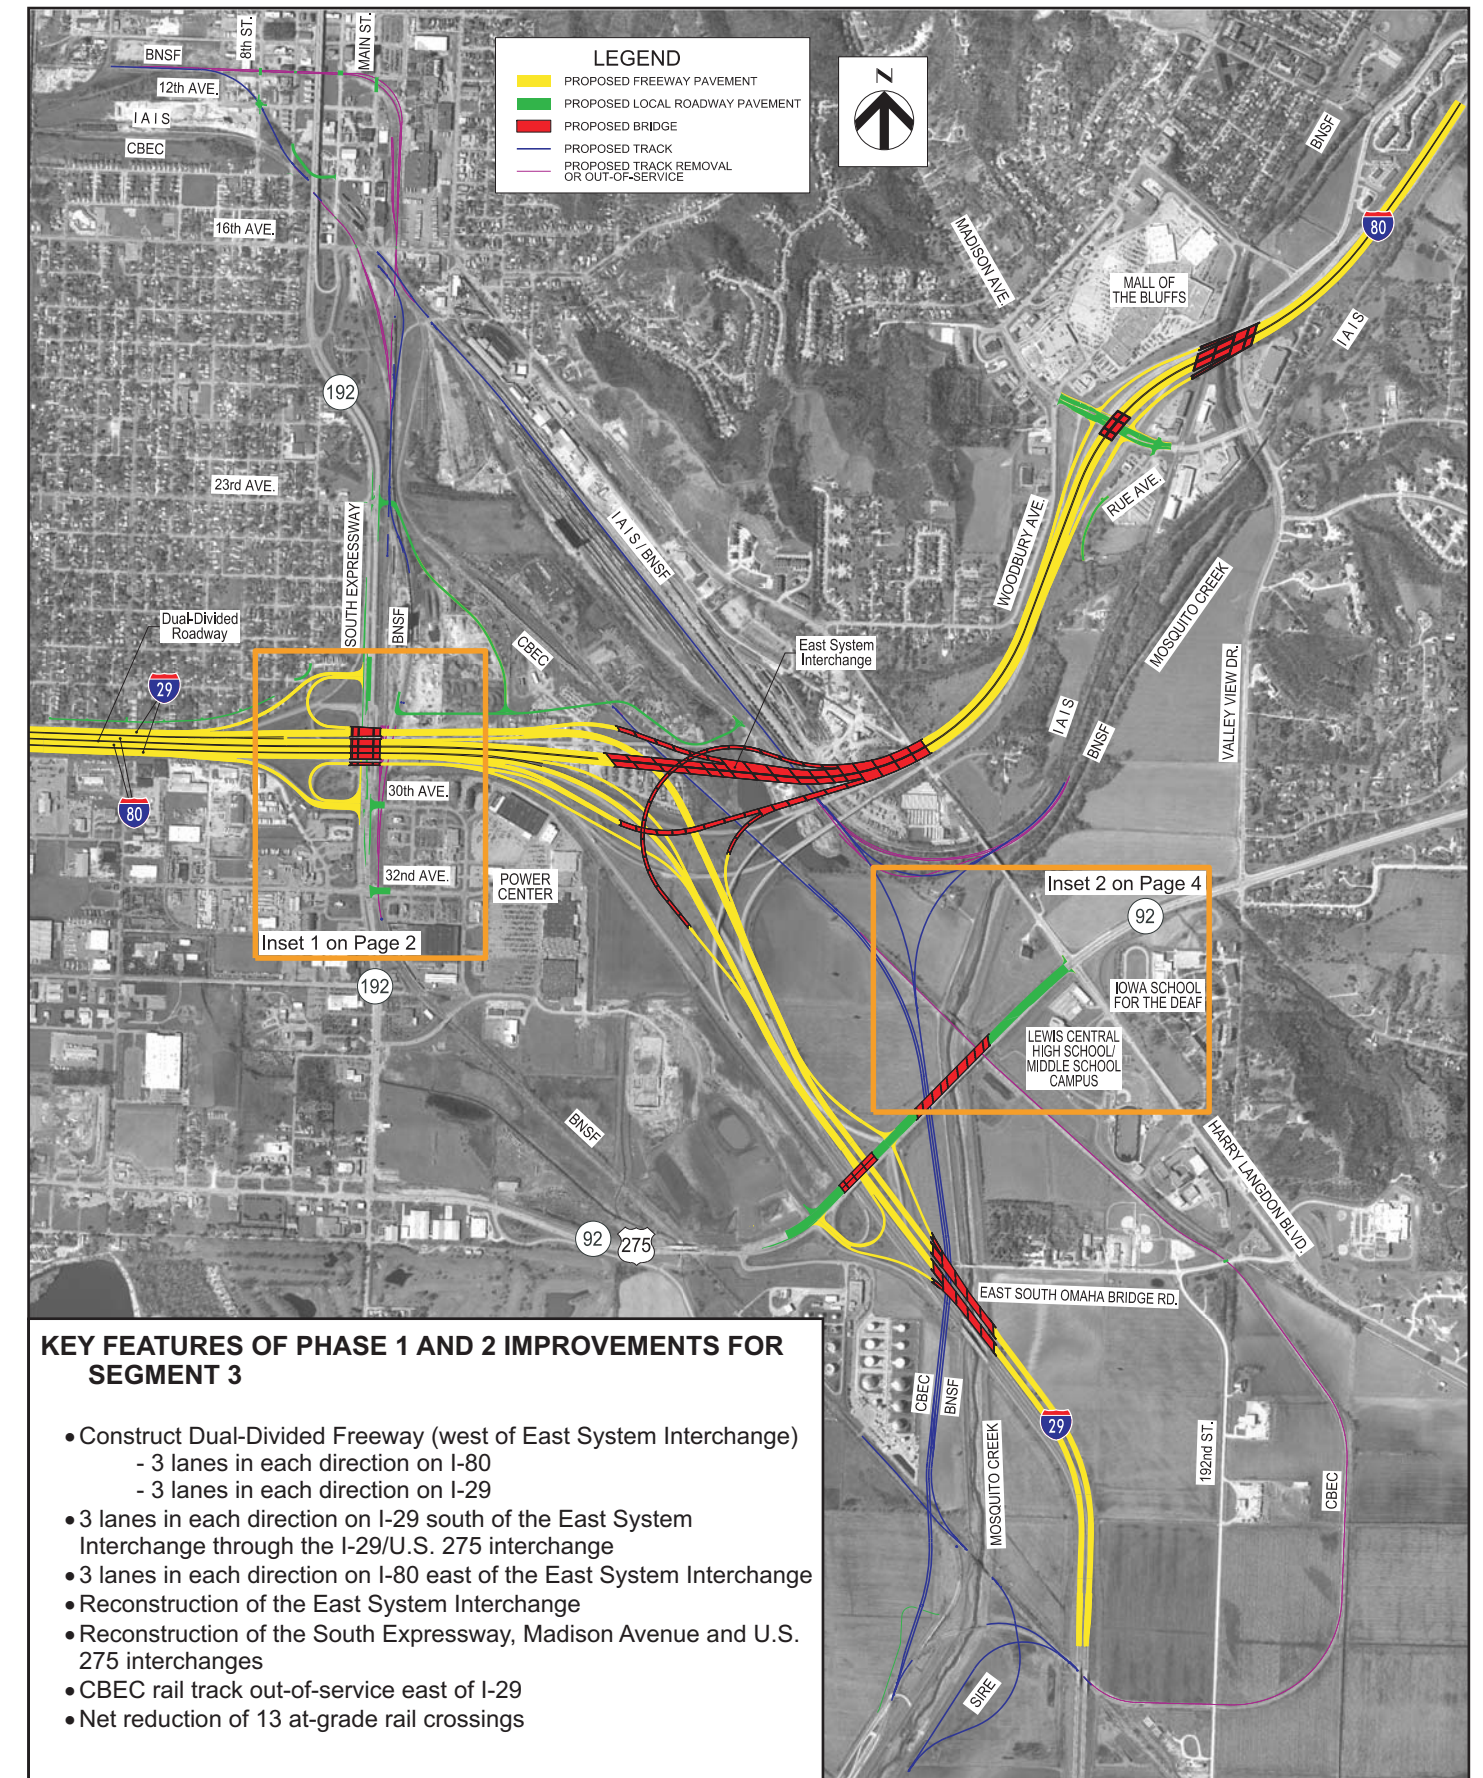 BNSF
8th ST.
MAIN ST.
12th AVE.
I A I S
CBEC
16th AVE.
LEGEND
PROPOSED FREEWAY PAVEMENT
PROPOSED LOCAL ROADWAY PAVEMENT
PROPOSED BRIDGE
PROPOSED TRACK
PROPOSED TRACK REMOVAL
OR OUT-OF-SERVICE
N
BNSF
80
MADISON AVE.
MALL OF
THE BLUFFS
I A I S
192
23rd AVE.
SOUTH EXPRESSWAY
BNSF
I A I S / BNSF
CBEC
WOODBURY AVE.
RUE AVE.
MOSQUITO CREEK
VALLEY VIEW DR.
I A I S
BNSF
Dual-Divided
Roadway
29
80
East System
Interchange
30th AVE.
32nd AVE.
POWER
CENTER
Inset 1 on Page 2
192
Inset 2 on Page 4
92
IOWA SCHOOL
FOR THE DEAF
LEWIS CENTRAL
HIGH SCHOOL/
MIDDLE SCHOOL
CAMPUS
BNSF
HARRY LANGDON BLVD.
92
275
EAST SOUTH OMAHA BRIDGE RD.
CBEC
BNSF
MOSQUITO CREEK
29
192nd ST.
CBEC
SIRE
KEY FEATURES OF PHASE 1 AND 2 IMPROVEMENTS FOR
SEGMENT 3
• Construct Dual-Divided Freeway (west of East System Interchange)
- 3 lanes in each direction on I-80
- 3 lanes in each direction on I-29
• 3 lanes in each direction on I-29 south of the East System
Interchange through the I-29/U.S. 275 interchange
• 3 lanes in each direction on I-80 east of the East System Interchange
• Reconstruction of the East System Interchange
• Reconstruction of the South Expressway, Madison Avenue and U.S.
275 interchanges
• CBEC rail track out-of-service east of I-29
• Net reduction of 13 at-grade rail crossings